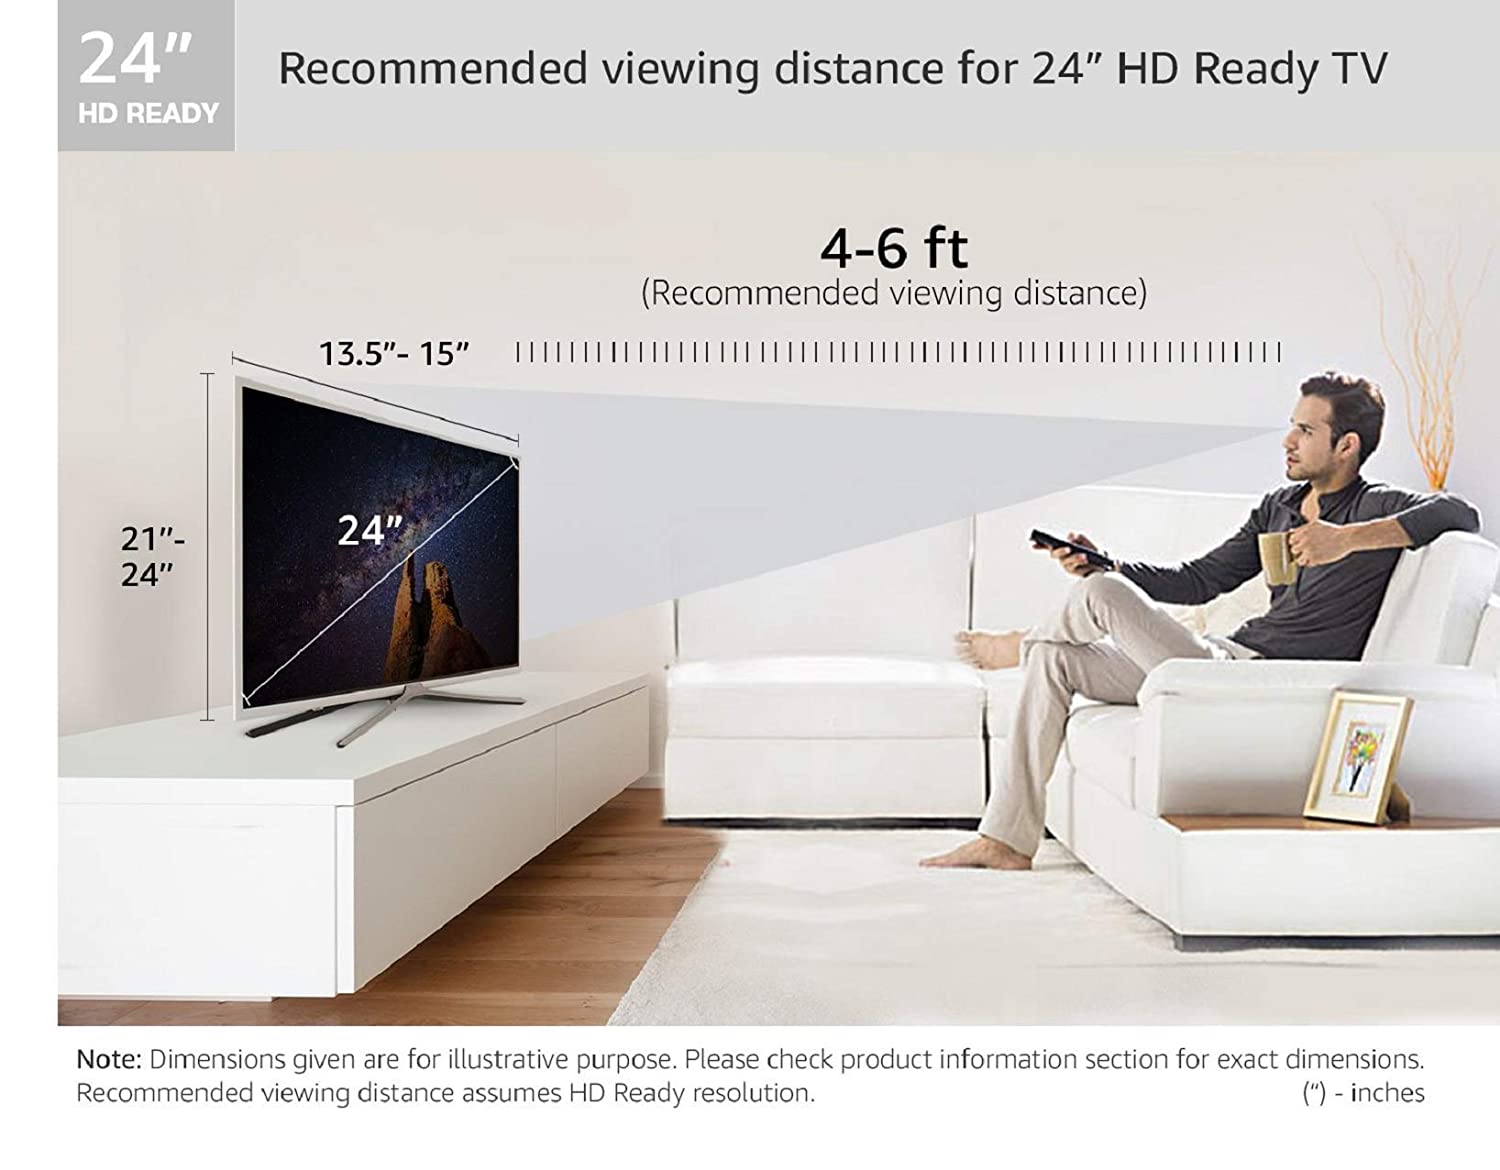 24”
HD READY
Recommended viewing distance for 24” HD Ready TV
4-6 ft
(Recommended viewing distance)
13.5”- 15”
21”-
24”
24”
Note: Dimensions given are for illustrative purpose. Please check product information section for exact dimensions.
Recommended viewing distance assumes HD Ready resolution.
(“) - inches